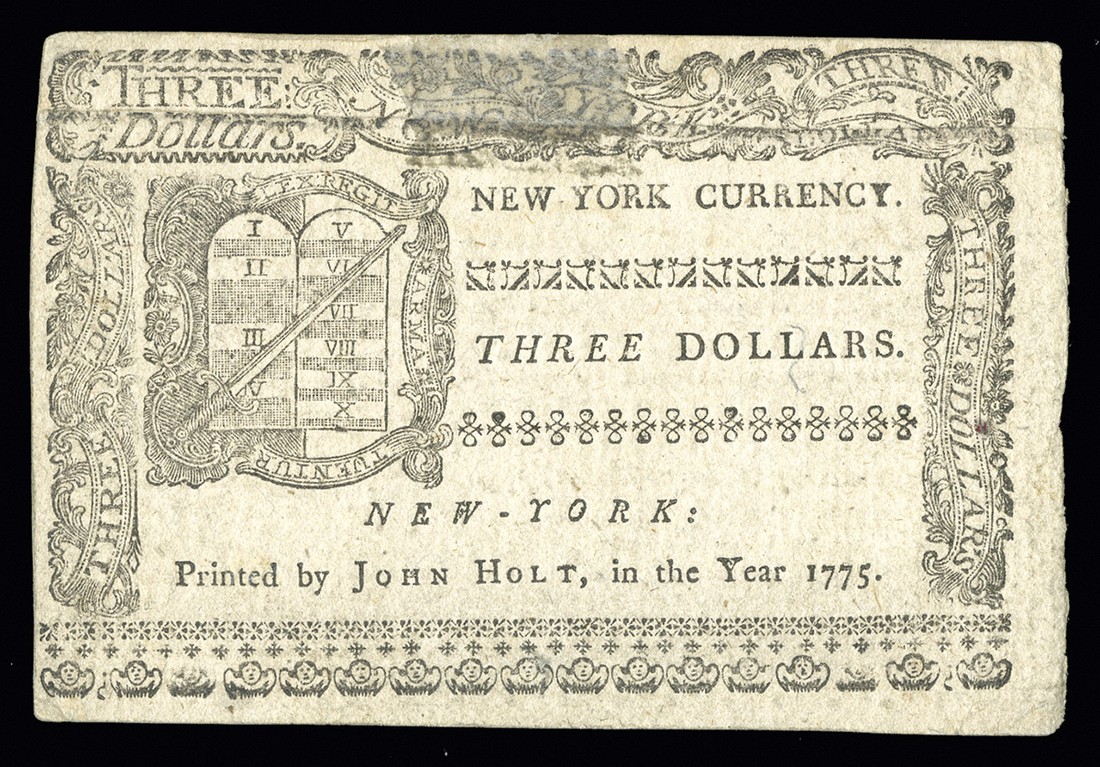 THREE
Dollars.
THREE
DOLLARS
NEW YORK CURRENCY.
LEX REGIT
ARMA
TUENTUR
I
II
III
V
V
VI
VII
VIII
IX
X
THREE DOLLARS.
THREE DOLLARS
THREE DOLLARS
NEW-YORK:
Printed by JOHN HOLT, in the Year 1775.